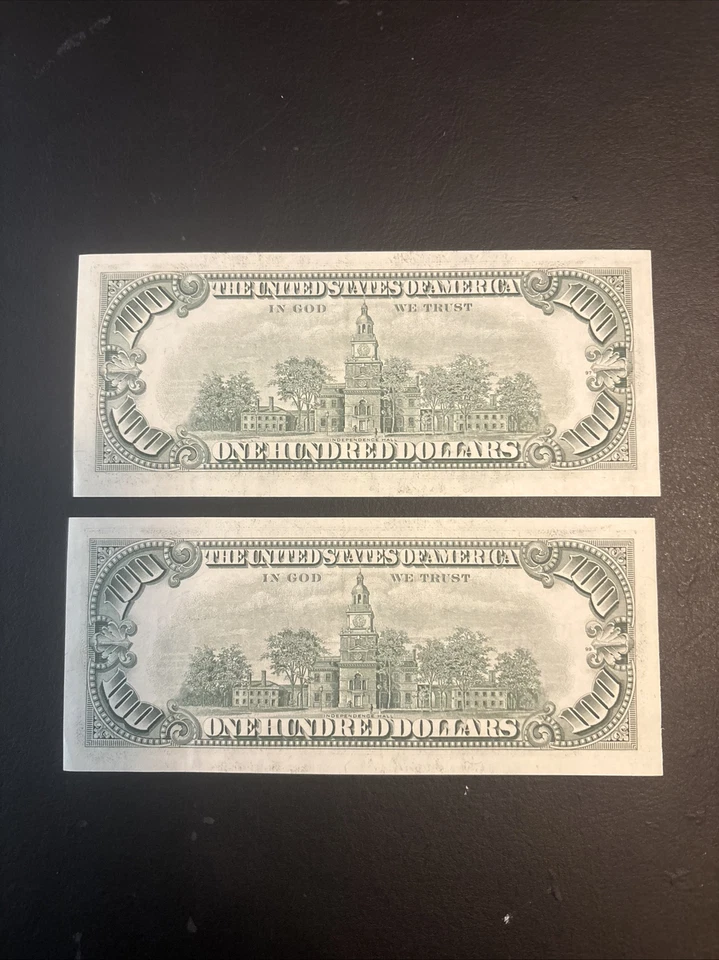 THE UNITED STATES OF AMERICA
100 100
IN GOD WE TRUST
100 100
INDEPENDENCE HALL
ONE HUNDRED DOLLARS
THE UNITED STATES OF AMERICA
100 100
IN GOD WE TRUST
100 100
INDEPENDENCE HALL
ONE HUNDRED DOLLARS